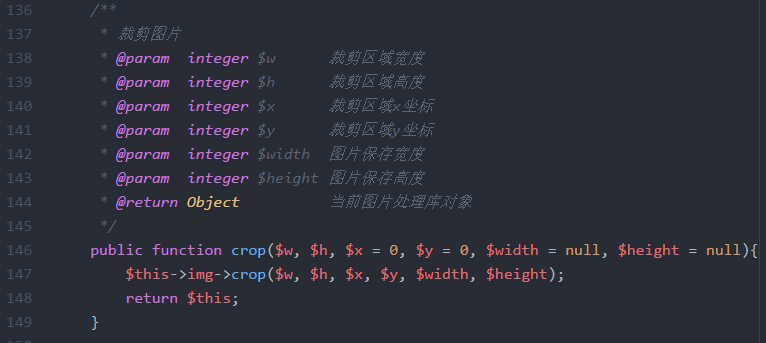 136 /**
137 * 裁剪图片
138 * @param  integer $w      裁剪区域宽度
139 * @param  integer $h      裁剪区域高度
140 * @param  integer $x      裁剪区域x坐标
141 * @param  integer $y      裁剪区域y坐标
142 * @param  integer $width  图片保存宽度
143 * @param  integer $height 图片保存高度
144 * @return Object          当前图片处理库对象
145 */
146 public function crop($w, $h, $x = 0, $y = 0, $width = null, $height = null){
147 $this->img->crop($w, $h, $x, $y, $width, $height);
148 return $this;
149 }